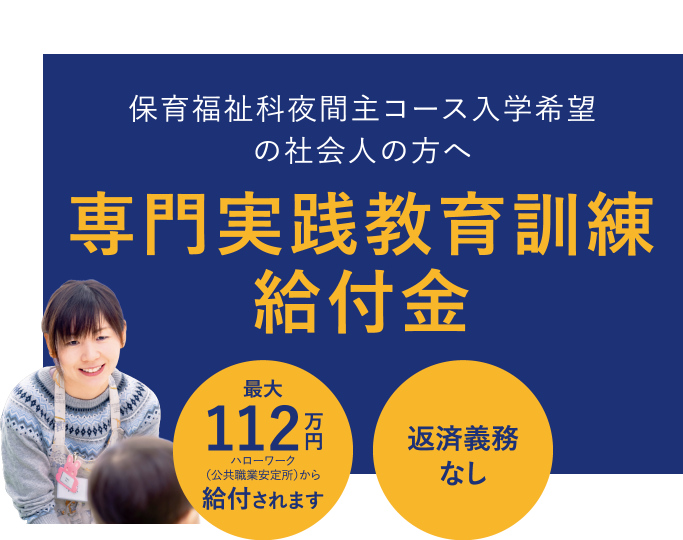 保育福祉科夜間主コース入学希望
の社会人の方へ
専門実践教育訓練
給付金
最大
112万円
ハローワーク
（公共職業安定所）から
給付されます
返済義務
なし